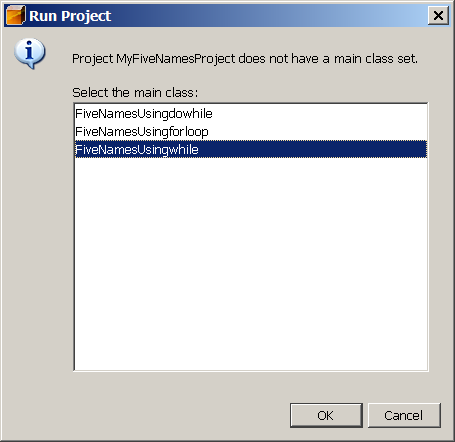 Run Project
Project MyFiveNamesProject does not have a main class set.
Select the main class:
FiveNamesUsingdowhile
FiveNamesUsingforloop
FiveNamesUsingwhile
OK
Cancel